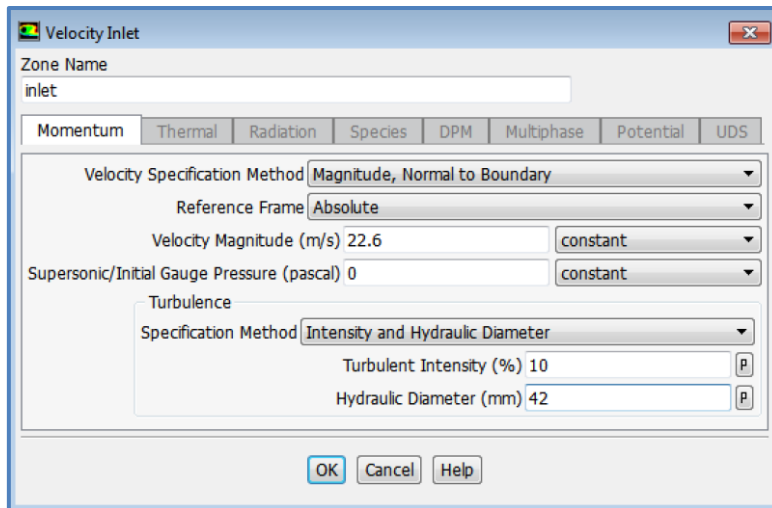 Velocity Inlet
Zone Name
inlet
Momentum Thermal Radiation Species DPM Multiphase Potential UDS
Velocity Specification Method Magnitude, Normal to Boundary
Reference Frame Absolute
Velocity Magnitude (m/s) 22.6 constant
Supersonic/Initial Gauge Pressure (pascal) 0 constant
Turbulence
Specification Method Intensity and Hydraulic Diameter
Turbulent Intensity (%) 10 P
Hydraulic Diameter (mm) 42 P
OK Cancel Help